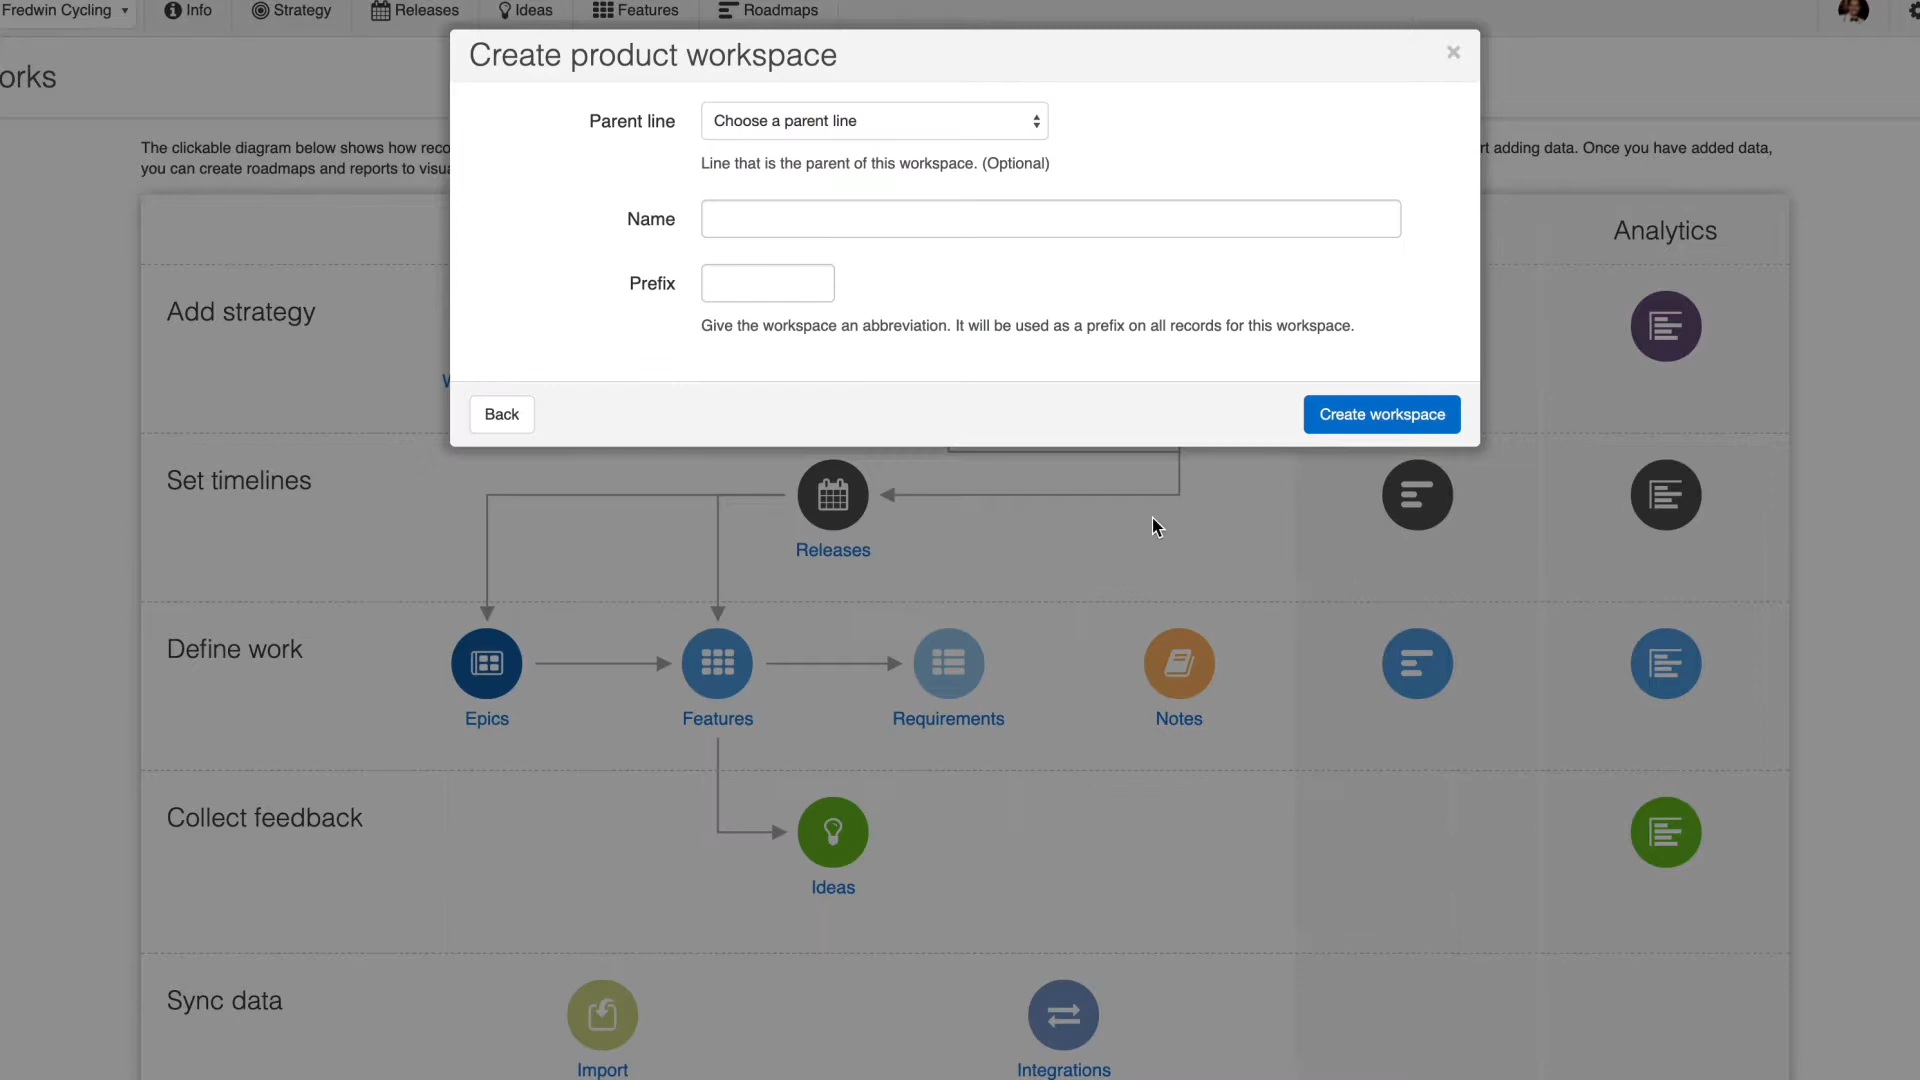 Fredwin Cycling Info Strategy Releases Ideas Features Roadmaps
orks
Create product workspace
Parent line Choose a parent line
Line that is the parent of this workspace. (Optional)
Name
Prefix
Give the workspace an abbreviation. It will be used as a prefix on all records for this workspace.
Back Create workspace
The clickable diagram below shows how reco rt adding data. Once you have added data,
you can create roadmaps and reports to visua
Analytics
Add strategy
W
Set timelines
Releases
Define work
Epics Features Requirements Notes
Collect feedback
Ideas
Sync data
Import Integrations